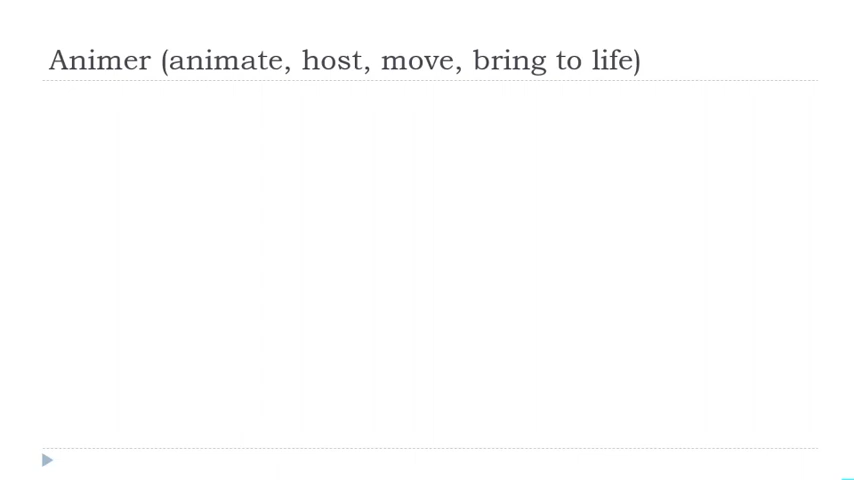 Animer (animate, host, move, bring to life)